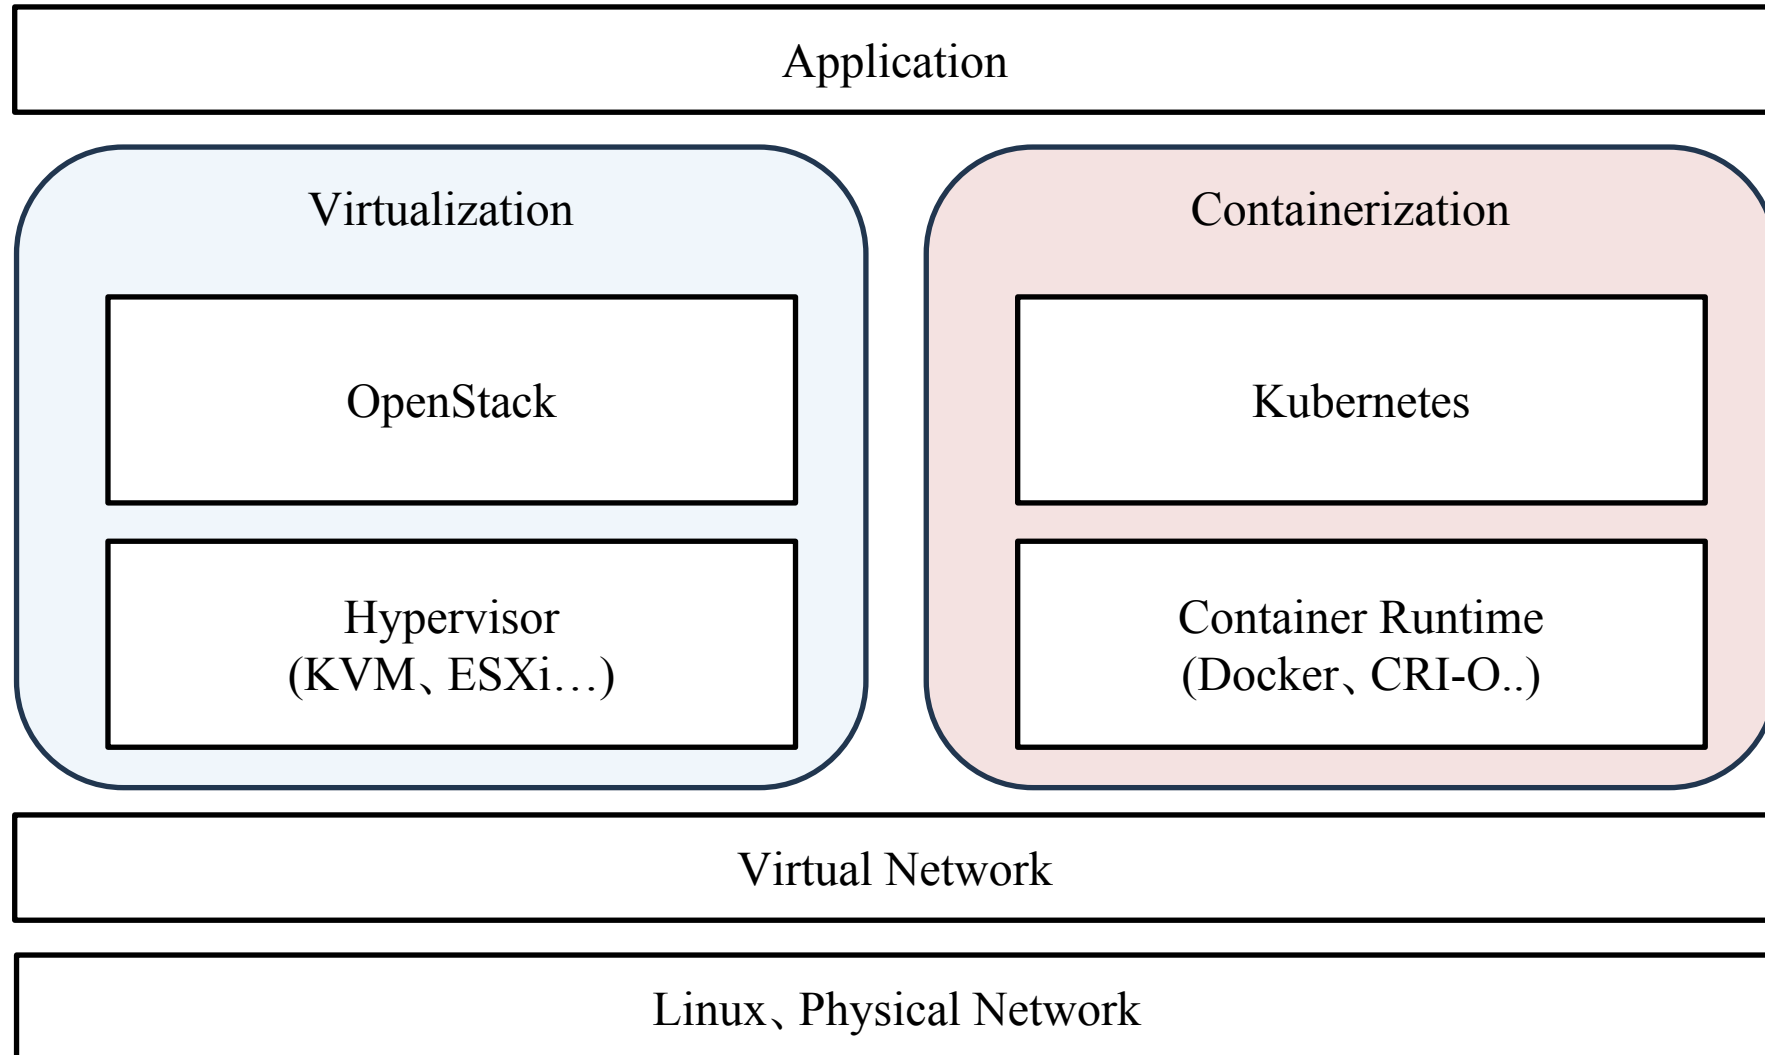 Application
Virtualization
Containerization
OpenStack
Kubernetes
Hypervisor
(KVM、ESXi…)
Container Runtime
(Docker、CRI-O..)
Virtual Network
Linux、Physical Network